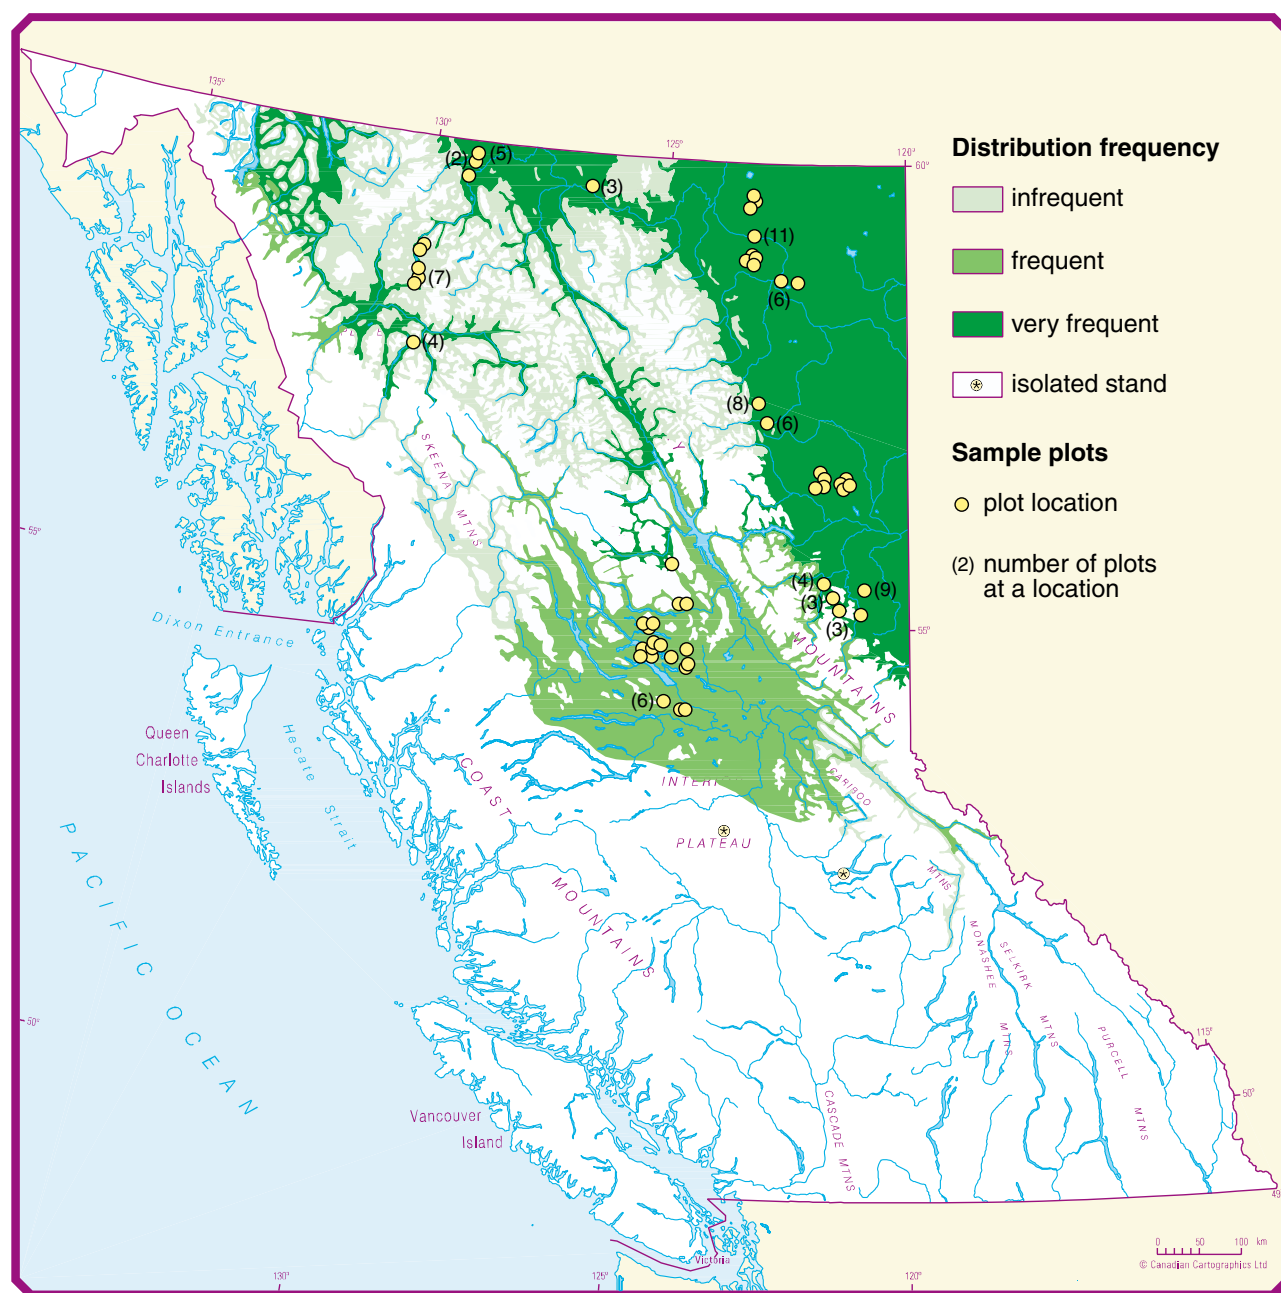 135°
130°
125°
120°
60°
(2)
(5)
(3)
(11)
(6)
(7)
(4)
(8)
(6)
(4)
(3)
(9)
(3)
(6)
Distribution frequency
infrequent
frequent
very frequent
isolated stand
Sample plots
plot location
(2) number of plots
at a location
SKEENA MTNS
55°
55°
Dixon Entrance
MOUNTAINS
Queen
Charlotte
Islands
Hecate Strait
COAST MOUNTAINS
PLATEAU
CARIBOO MTNS
PACIFIC OCEAN
MONASHEE MTNS
SELKIRK MTNS
PURCELL MTNS
CASCADE MTNS
50°
115°
50°
Vancouver
Island
Victoria
49
0 50 100 km
© Canadian Cartographics Ltd
130°
125°
120°